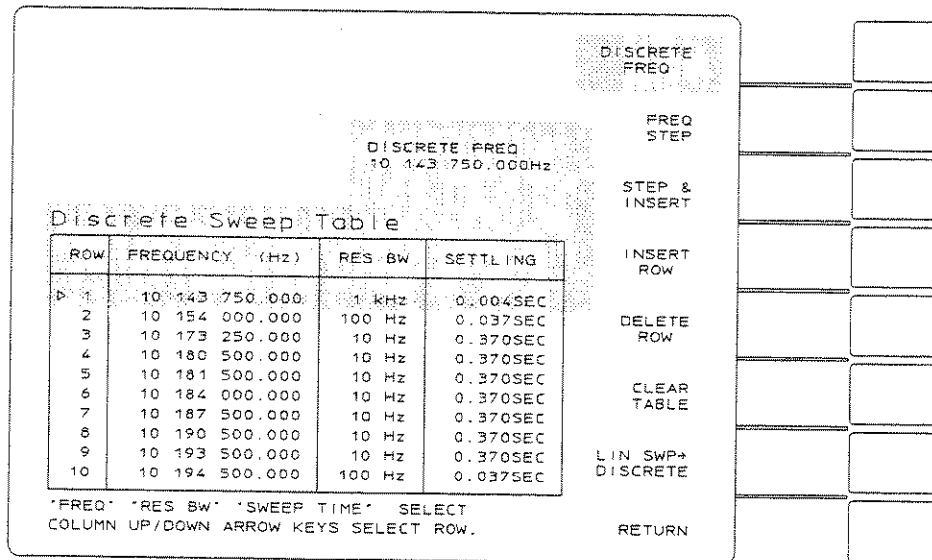 DISCRETE
FREQ
DISCRETE FREQ
10 143 750.000Hz
FREQ
STEP
STEP &
INSERT
INSERT
ROW
DELETE
ROW
CLEAR
TABLE
LIN SWP→
DISCRETE
RETURN
Discrete Sweep Table
ROW FREQUENCY (Hz) RES BW SETTLING
▷ 1 10 143 750.000 1 kHz 0.004SEC
2 10 154 000.000 100 Hz 0.037SEC
3 10 173 250.000 10 Hz 0.370SEC
4 10 180 500.000 10 Hz 0.370SEC
5 10 181 500.000 10 Hz 0.370SEC
6 10 184 000.000 10 Hz 0.370SEC
7 10 187 500.000 10 Hz 0.370SEC
8 10 190 500.000 10 Hz 0.370SEC
9 10 193 500.000 10 Hz 0.370SEC
10 10 194 500.000 100 Hz 0.037SEC
"FREQ" "RES BW" "SWEEP TIME" SELECT
COLUMN UP/DOWN ARROW KEYS SELECT ROW.